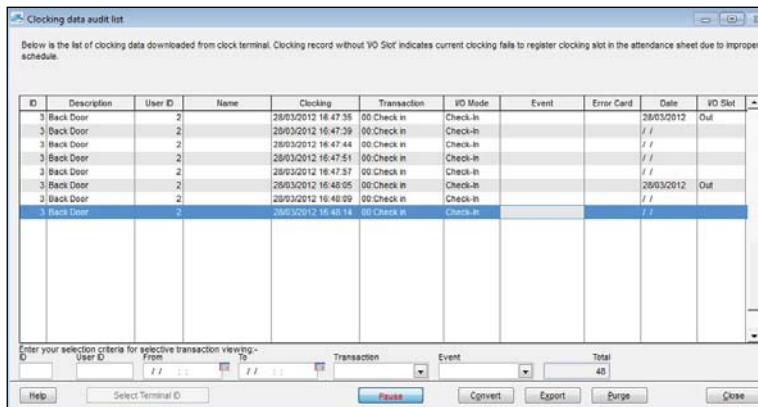 Clocking data audit list
Below is the list of clocking data downloaded from clock terminal. Clocking record without 'I/O Slot' indicates current clocking fails to register clocking slot in the attendance sheet due to improper
schedule.
ID Description User ID Name Clocking Transaction I/O Mode Event Error Card Date I/O Slot
3 Back Door 2 28/03/2012 16:47:35 00:Check in Check-In 28/03/2012 Out
3 Back Door 2 28/03/2012 16:47:39 00:Check in Check-In / /
3 Back Door 2 28/03/2012 16:47:44 00:Check in Check-In / /
3 Back Door 2 28/03/2012 16:47:51 00:Check in Check-In / /
3 Back Door 2 28/03/2012 16:47:57 00:Check in Check-In / /
3 Back Door 2 28/03/2012 16:48:05 00:Check in Check-In 28/03/2012 Out
3 Back Door 2 28/03/2012 16:48:09 00:Check in Check-In / /
3 Back Door 2 28/03/2012 16:48:14 00:Check in Check-In / /
Enter your selection criteria for selective transaction viewing:-
ID User ID From To Transaction Event Total
/ / : : / / : : 48
Help Select Terminal ID Pause Convert Export Purge Close